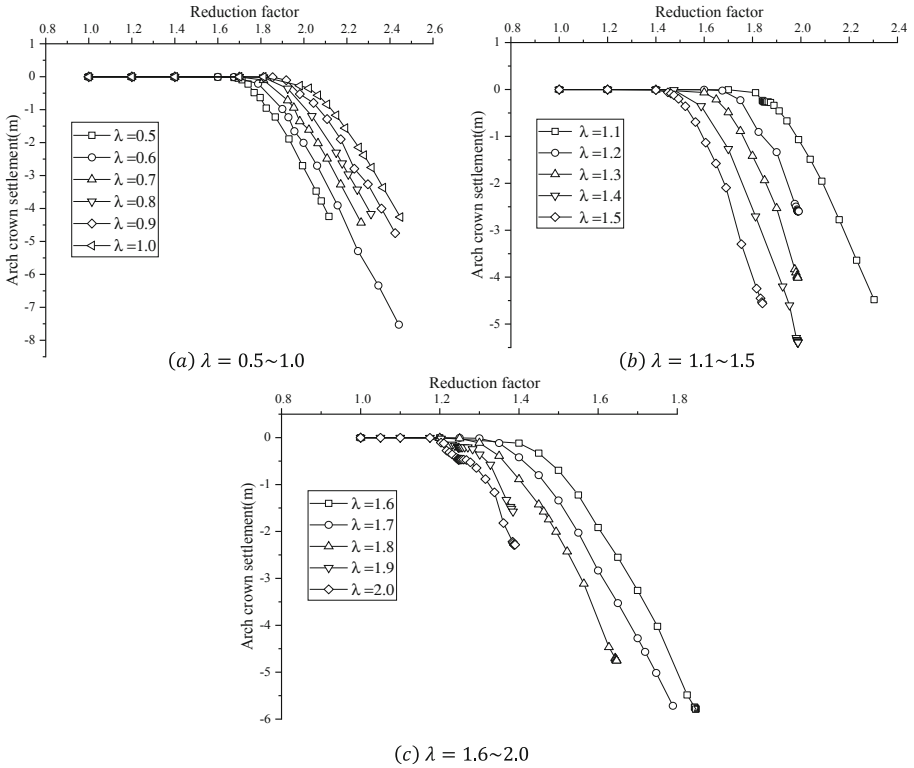 Reduction factor
0.8 1.0 1.2 1.4 1.6 1.8 2.0 2.2 2.4 2.6
1
0
-1
-2
-3
-4
-5
-6
-7
-8
Arch crown settlement(m)
λ=0.5
λ=0.6
λ=0.7
λ=0.8
λ=0.9
λ=1.0
(a) λ = 0.5~1.0
Reduction factor
0.8 1.0 1.2 1.4 1.6 1.8 2.0 2.2 2.4
1
0
-1
-2
-3
-4
-5
Arch crown settlement(m)
λ=1.1
λ=1.2
λ=1.3
λ=1.4
λ=1.5
(b) λ = 1.1~1.5
Reduction factor
0.8 1.0 1.2 1.4 1.6 1.8
0
-1
-2
-3
-4
-5
-6
Arch crown settlement(m)
λ=1.6
λ=1.7
λ=1.8
λ=1.9
λ=2.0
(c) λ = 1.6~2.0